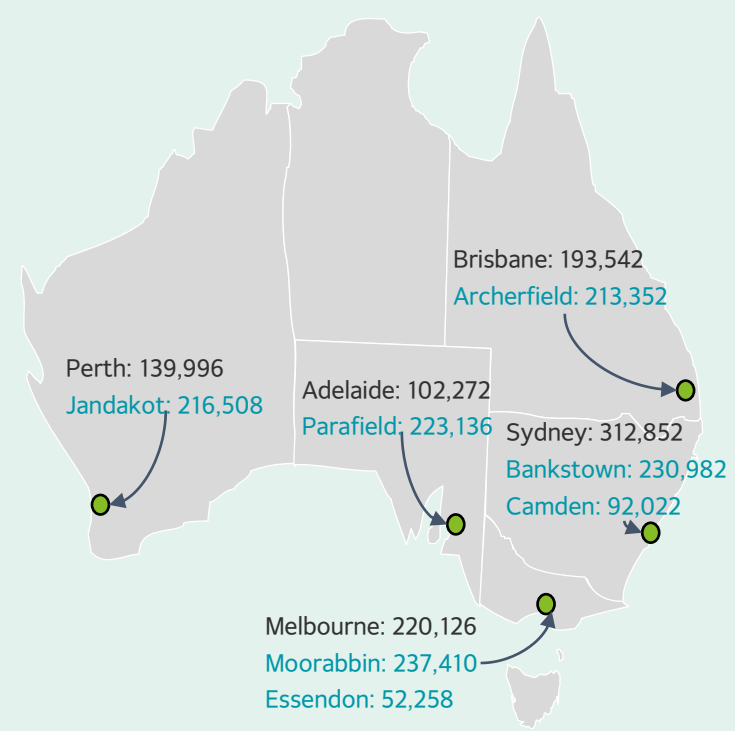 Brisbane: 193,542
Archerfield: 213,352
Perth: 139,996
Jandakot: 216,508
Adelaide: 102,272
Parafield: 223,136
Sydney: 312,852
Bankstown: 230,982
Camden: 92,022
Melbourne: 220,126
Moorabbin: 237,410
Essendon: 52,258